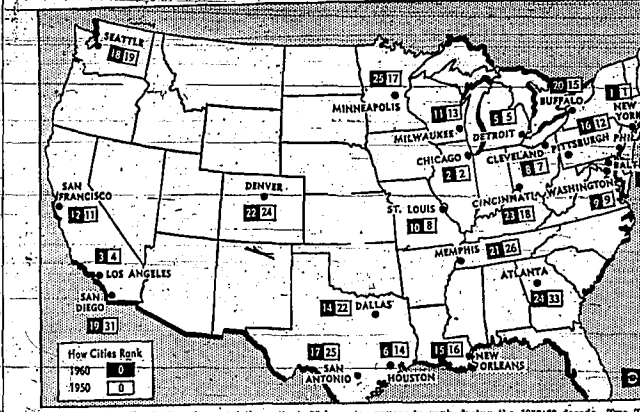 SEATTLE
18 19
25 17
MINNEAPOLIS
11 13
MILWAUKEE
5 5
DETROIT
20 15
BUFFALO
1 1
NEW
YORK
16 12
PITTSBURGH
CLEVELAND
8 7
CHICAGO
2 2
WASHINGTON
9 9
CINCINNATI
23 18
ST. LOUIS
10 8
DENVER
22 24
SAN
FRANCISCO
12 11
3 4
LOS ANGELES
SAN
DIEGO
19 31
MEMPHIS
21 26
ATLANTA
24 33
14 22
DALLAS
17 25
SAN
ANTONIO
6 14
HOUSTON
15 16
NEW
ORLEANS
How Cities Rank
1960 0
1950 0